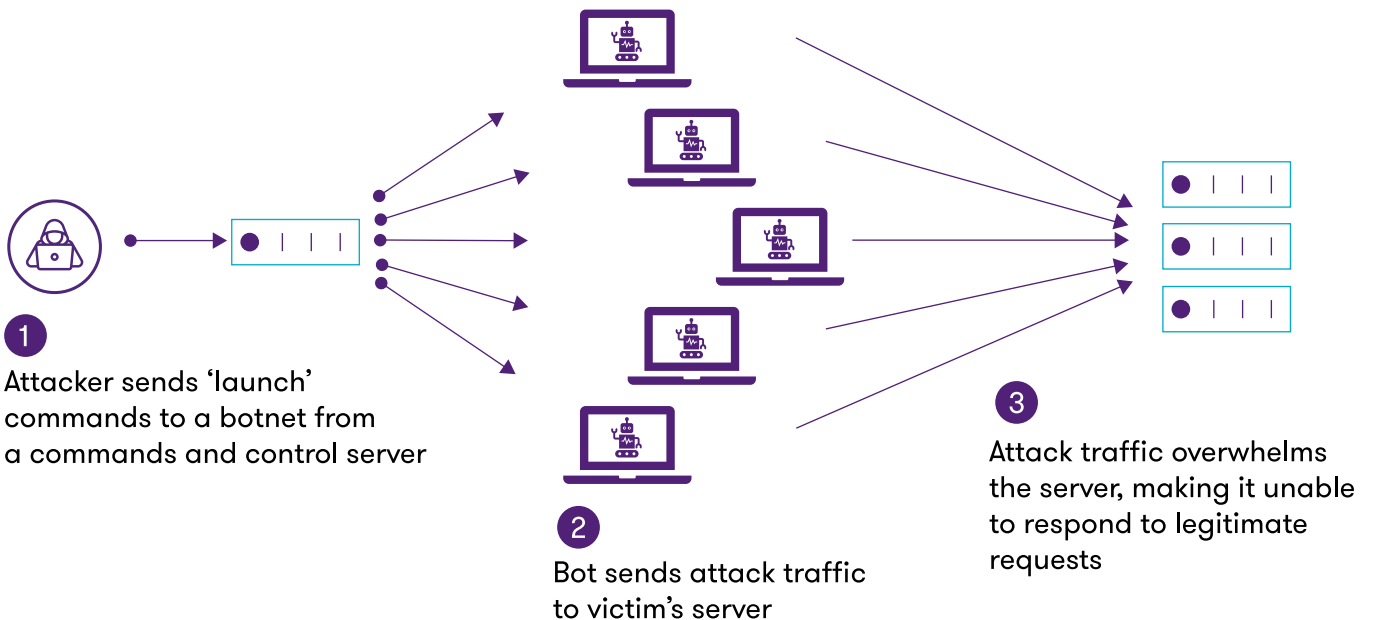 1
Attacker sends ‘launch’
commands to a botnet from
a commands and control server
2
Bot sends attack traffic
to victim’s server
3
Attack traffic overwhelms
the server, making it unable
to respond to legitimate
requests